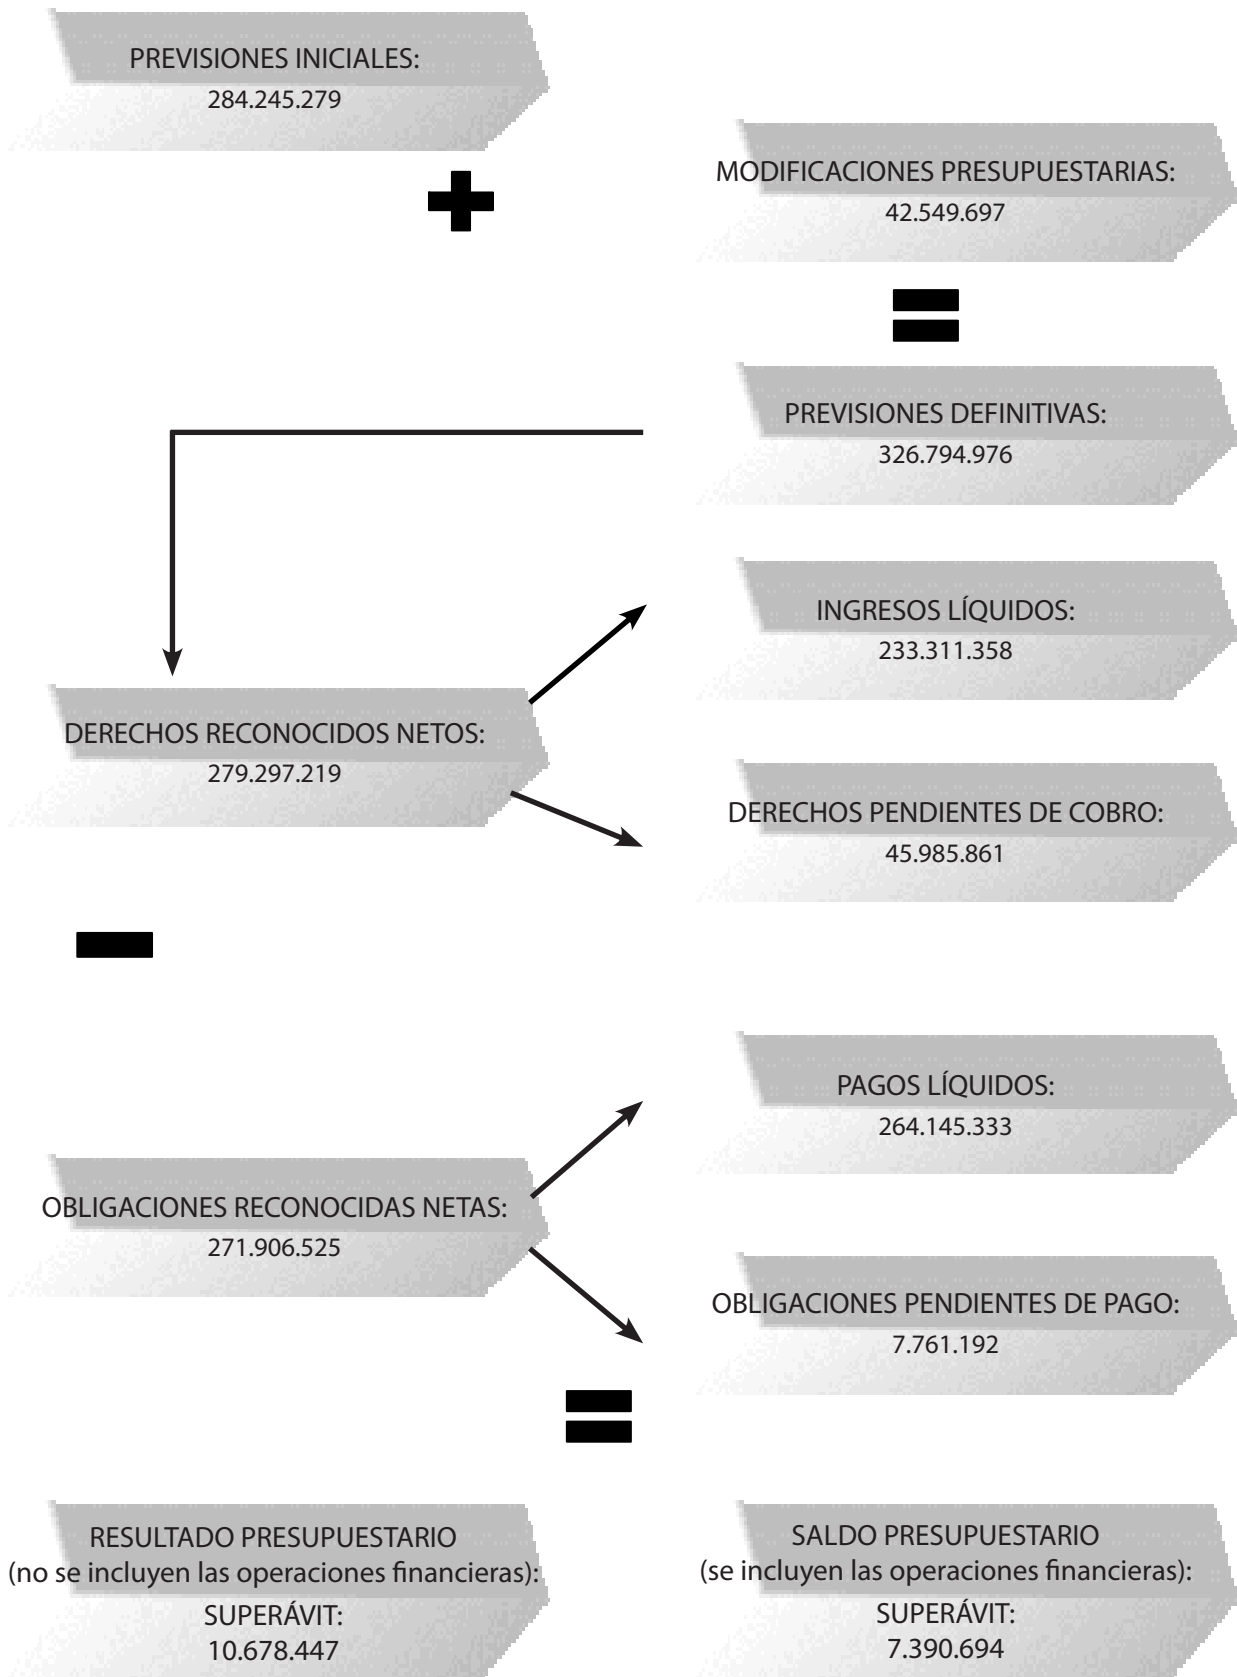 PREVISIONES INICIALES:
284.245.279
MODIFICACIONES PRESUPUESTARIAS:
42.549.697
PREVISIONES DEFINITIVAS:
326.794.976
INGRESOS LÍQUIDOS:
233.311.358
DERECHOS RECONOCIDOS NETOS:
279.297.219
DERECHOS PENDIENTES DE COBRO:
45.985.861
PAGOS LÍQUIDOS:
264.145.333
OBLIGACIONES RECONOCIDAS NETAS:
271.906.525
OBLIGACIONES PENDIENTES DE PAGO:
7.761.192
RESULTADO PRESUPUESTARIO
(no se incluyen las operaciones financieras):
SUPERÁVIT:
10.678.447
SALDO PRESUPUESTARIO
(se incluyen las operaciones financieras):
SUPERÁVIT:
7.390.694